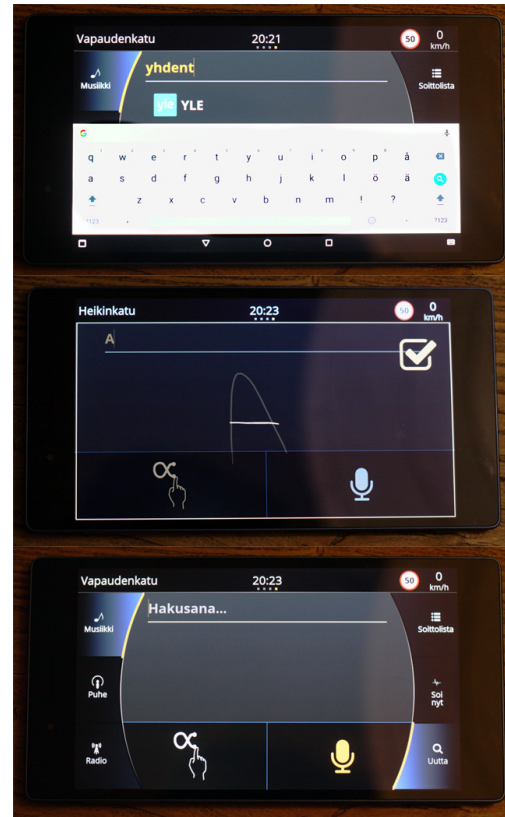 Vapaudenkatu 20:21 50 0 km/h
Musiikki
yhdent
Soittolista
yle YLE
G
q w e r t y u i o p å
a s d f g h j k l ö ä
z x c v b n m ! ?
?123 , . ?123
Heikinkatu 20:23 50 0 km/h
A
A
Vapaudenkatu 20:23 50 0 km/h
Musiikki
Hakusana...
Soittolista
Puhe
Soi nyt
Radio
Uutta